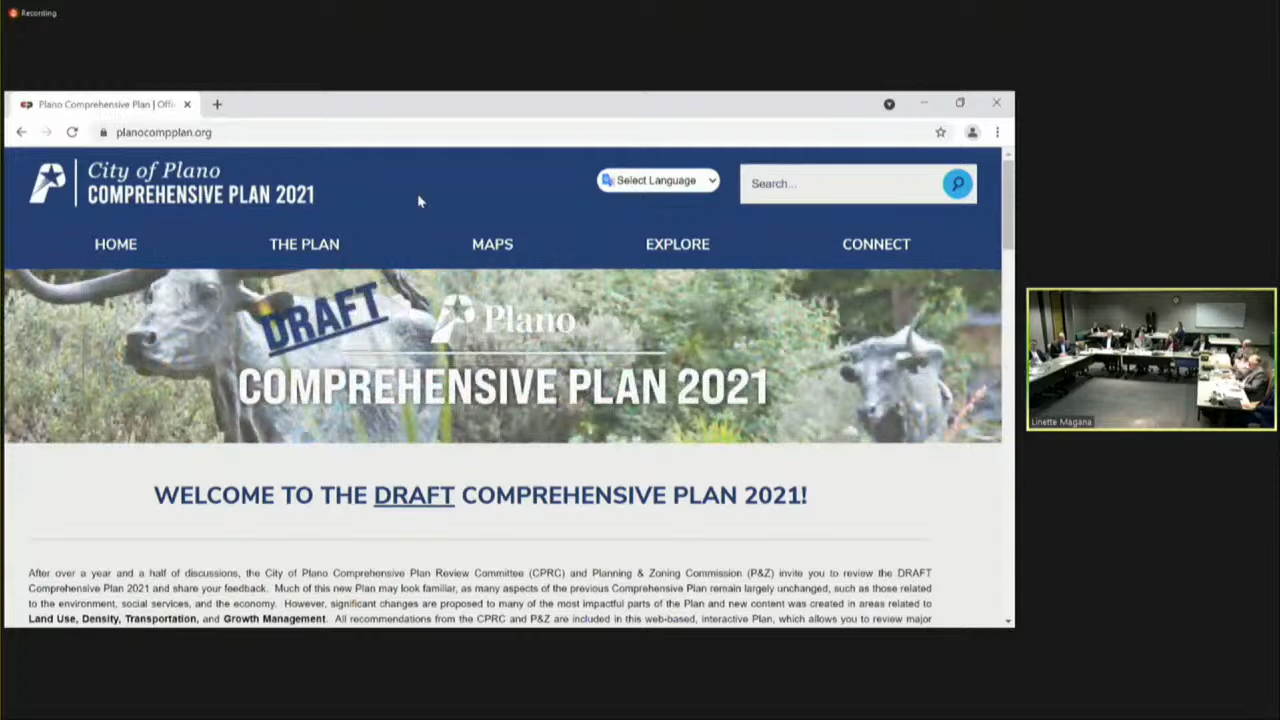 Recording
Plano Comprehensive Plan | Offi
planocompplan.org
City of Plano
COMPREHENSIVE PLAN 2021
Select Language
Search...
HOME THE PLAN MAPS EXPLORE CONNECT
DRAFT
Plano
COMPREHENSIVE PLAN 2021
Linette Magana
WELCOME TO THE DRAFT COMPREHENSIVE PLAN 2021!
After over a year and a half of discussions, the City of Plano Comprehensive Plan Review Committee (CPRC) and Planning & Zoning Commission (P&Z) invite you to review the DRAFT
Comprehensive Plan 2021 and share your feedback. Much of this new Plan may look familiar, as many aspects of the previous Comprehensive Plan remain largely unchanged, such as those related
to the environment, social services, and the economy. However, significant changes are proposed to many of the most impactful parts of the Plan and new content was created in areas related to
Land Use, Density, Transportation, and Growth Management. All recommendations from the CPRC and P&Z are included in this web-based, interactive Plan, which allows you to review major